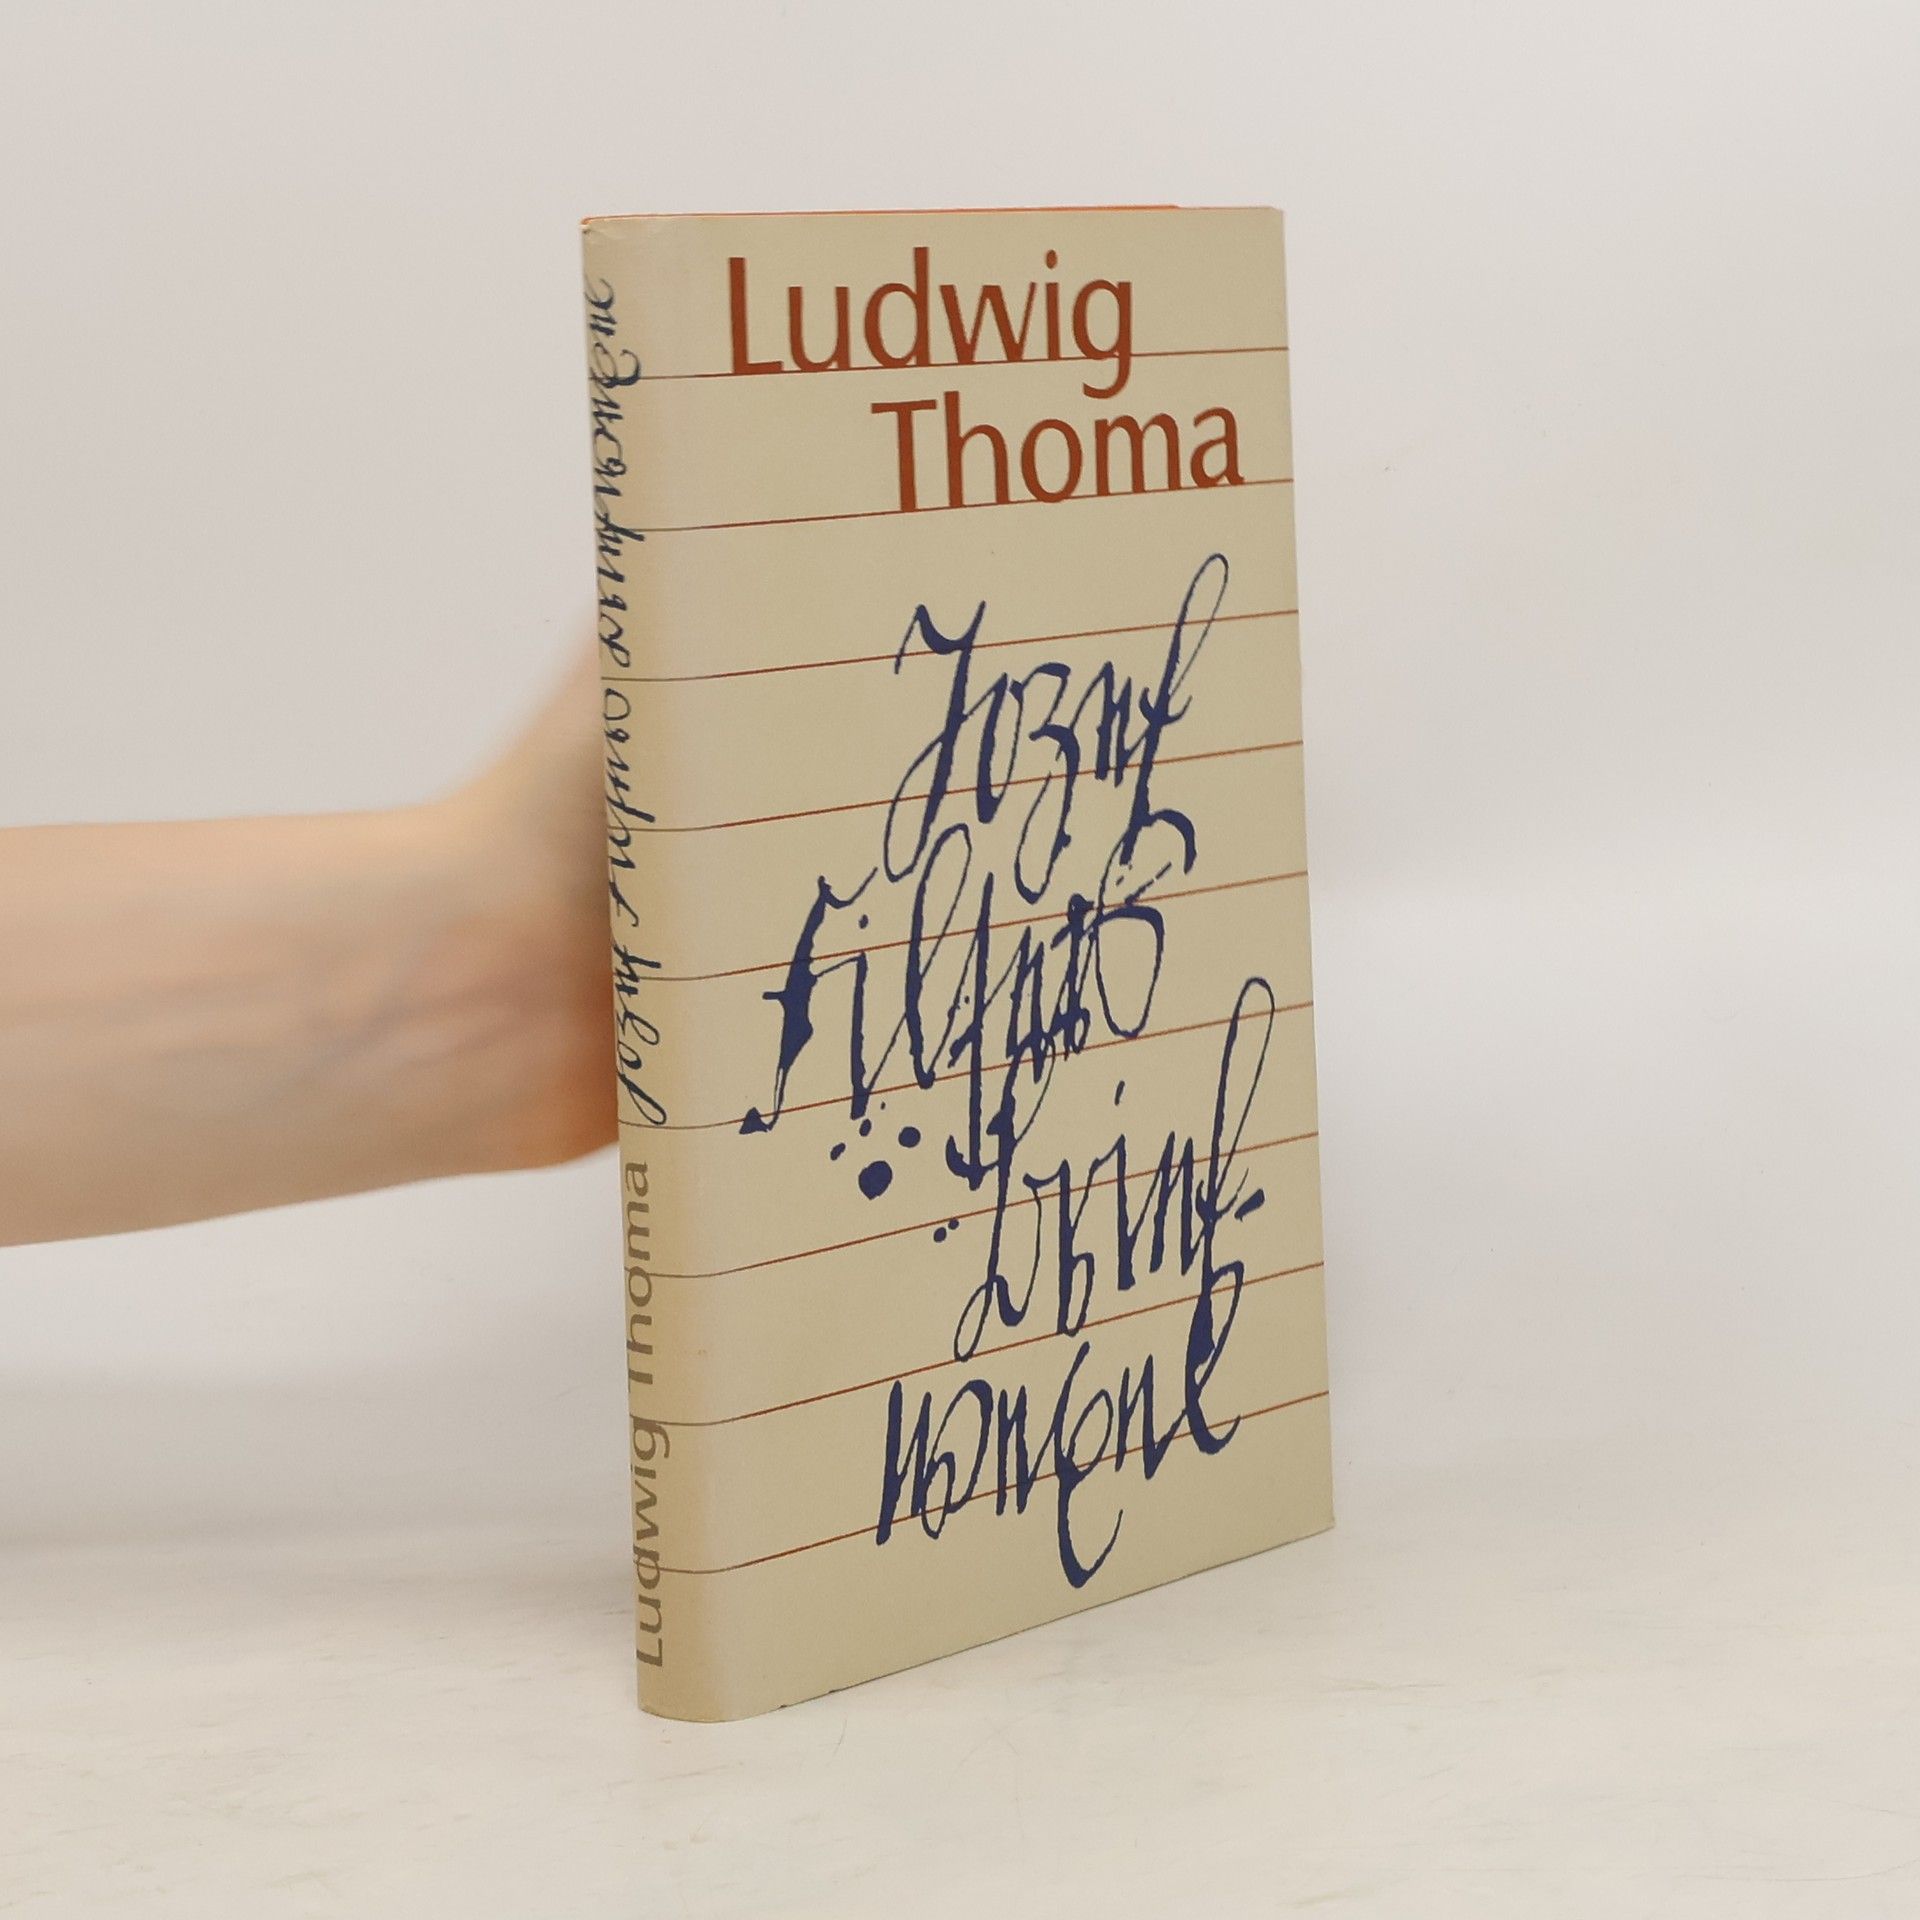 Ludwig
Thoma
Jozef
Filsers
Brief-
wexel
Ludwig Thoma Jozef Filsers Briefwexel